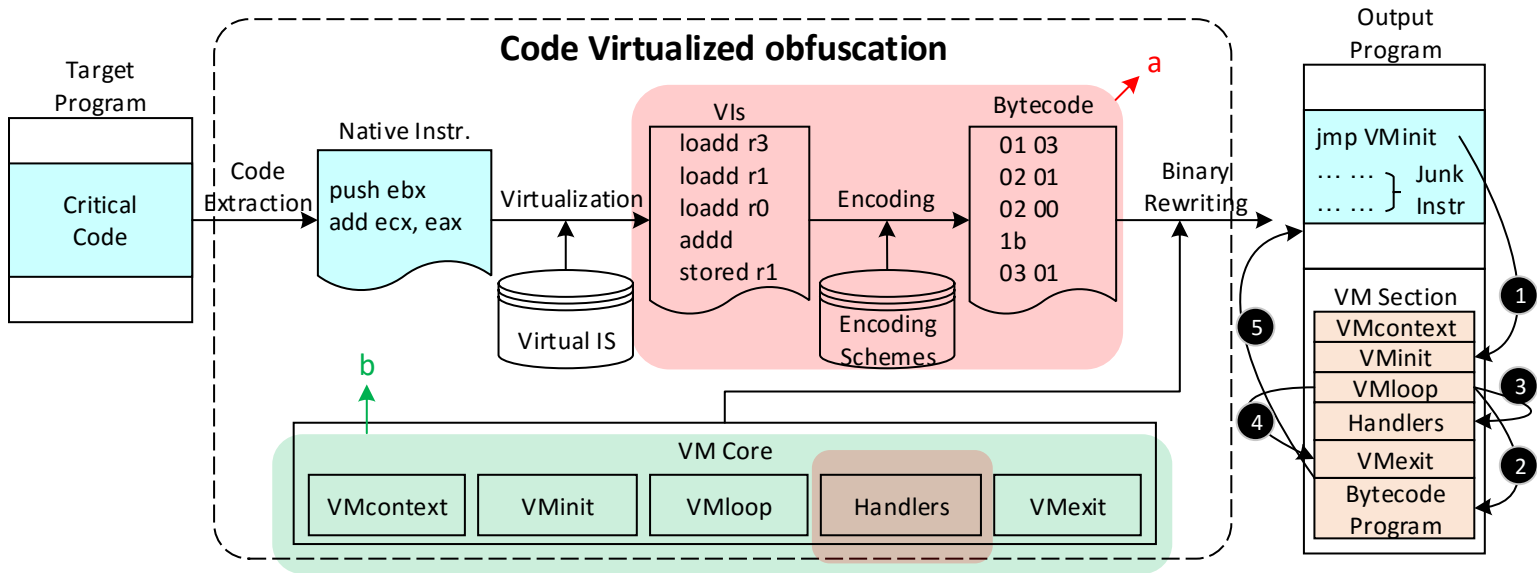 Code Virtualized obfuscation
Target
Program
Critical
Code
Code
Extraction
Native Instr.
push ebx
add ecx, eax
Virtualization
Virtual IS
a
VIs
loadd r3
loadd r1
loadd r0
addd
stored r1
Encoding
Encoding
Schemes
Bytecode
01 03
02 01
02 00
1b
03 01
Binary
Rewriting
b
VM Core
VMcontext
VMinit
VMloop
Handlers
VMexit
Output
Program
jmp VMinit
... ... Junk
... ... Instr
VM Section
VMcontext
VMinit
VMloop
Handlers
VMexit
Bytecode
Program
1
5
3
4
2